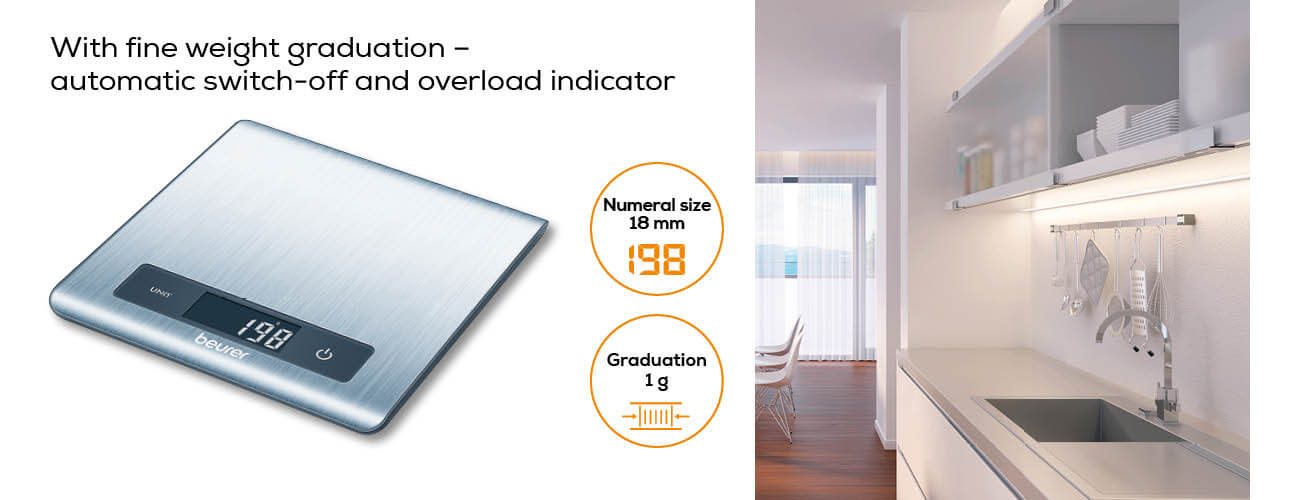 With fine weight graduation –
automatic switch-off and overload indicator
UNIT
198
beurer
Numeral size
18 mm
198
Graduation
1 g